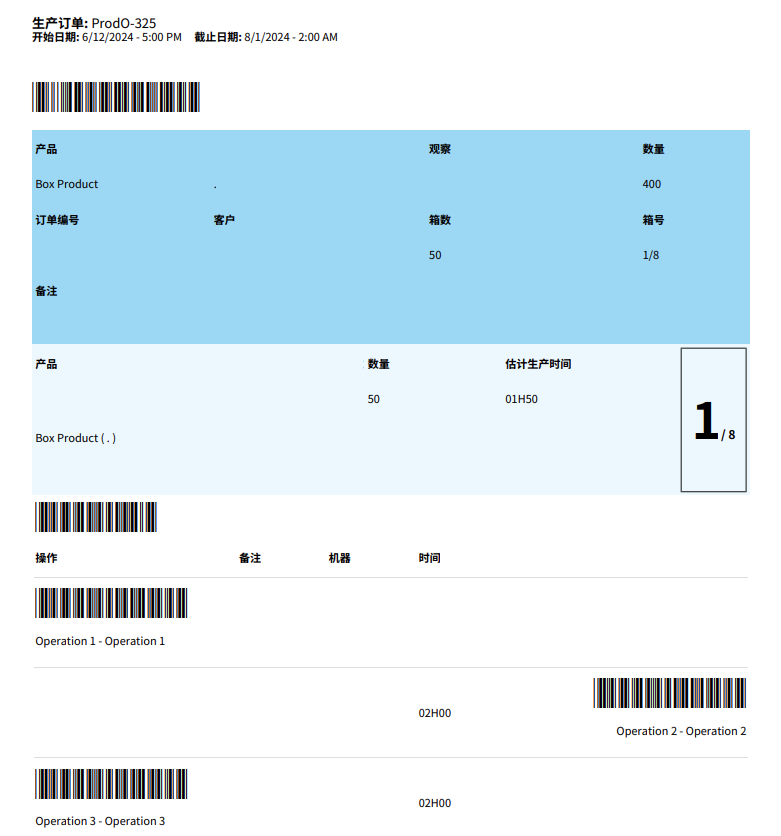 生产订单: ProdO-325
开始日期: 6/12/2024 - 5:00 PM 截止日期: 8/1/2024 - 2:00 AM
产品 观察 数量
Box Product . 400
订单编号 客户 箱数 箱号
50 1/8
备注
产品 数量 估计生产时间
50 01H50
1/ 8
Box Product ( . )
操作 备注 机器 时间
Operation 1 - Operation 1
02H00
Operation 2 - Operation 2
02H00
Operation 3 - Operation 3